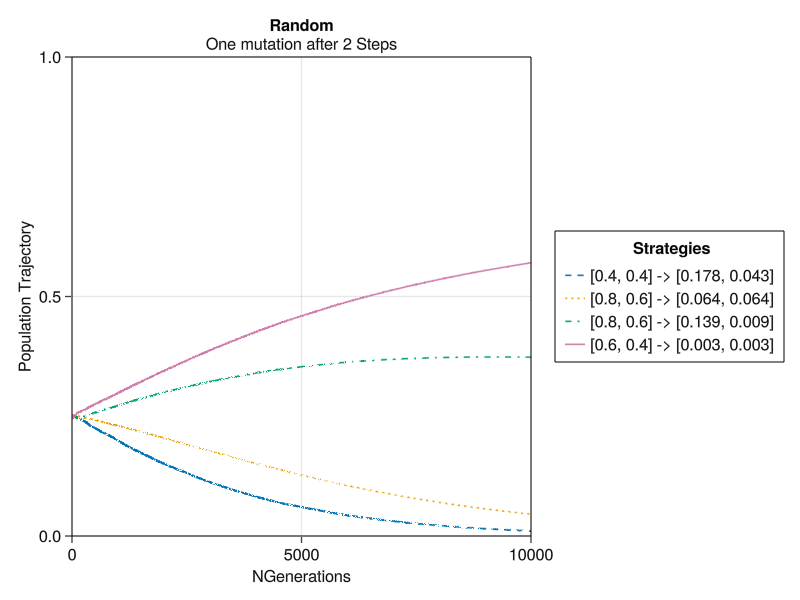 Random
One mutation after 2 Steps
1.0
0.5
0.0
Population Trajectory
0
5000
10000
NGenerations
Strategies
[0.4, 0.4] -> [0.178, 0.043]
[0.8, 0.6] -> [0.064, 0.064]
[0.8, 0.6] -> [0.139, 0.009]
[0.6, 0.4] -> [0.003, 0.003]